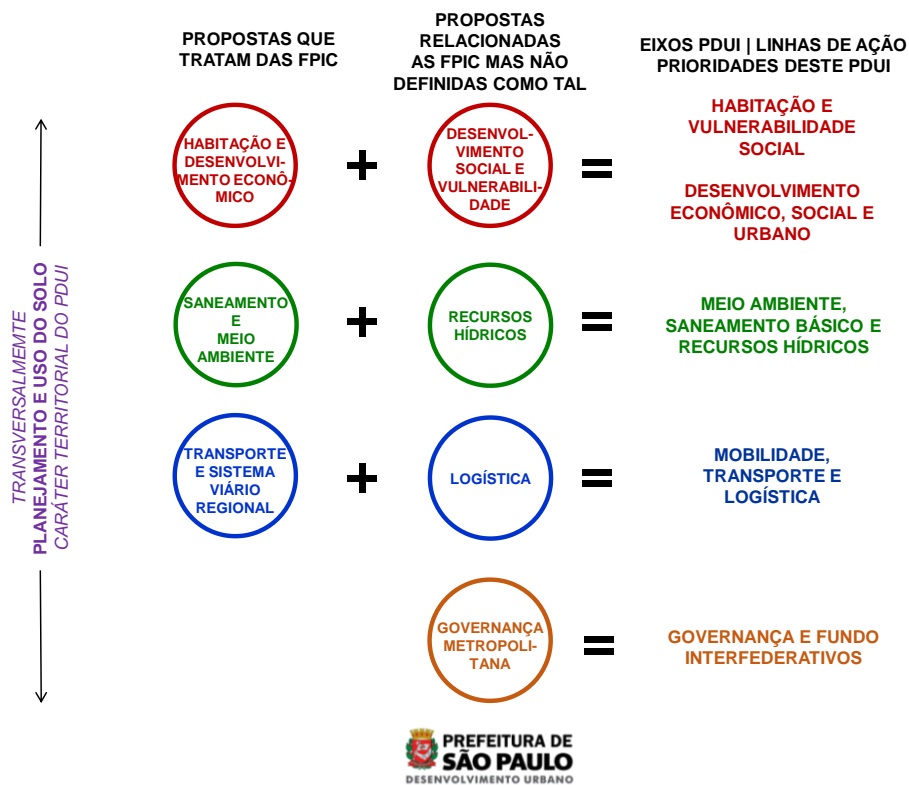 PROPOSTAS QUE
TRATAM DAS FPIC
PROPOSTAS
RELACIONADAS
AS FPIC MAS NÃO
DEFINIDAS COMO TAL
EIXOS PDUI | LINHAS DE AÇÃO
PRIORIDADES DESTE PDUI
TRANSVERSALMENTE
PLANEJAMENTO E USO DO SOLO
CARÁTER TERRITORIAL DO PDUI
HABITAÇÃO E
DESENVOLVI-
MENTO ECONÔ-
MICO
+
DESENVOL-
VIMENTO
SOCIAL E
VULNERABILI-
DADE
=
HABITAÇÃO E
VULNERABILIDADE
SOCIAL
DESENVOLVIMENTO
ECONÔMICO, SOCIAL E
URBANO
SANEAMENTO
E
MEIO
AMBIENTE
+
RECURSOS
HÍDRICOS
=
MEIO AMBIENTE,
SANEAMENTO BÁSICO E
RECURSOS HÍDRICOS
TRANSPORTE
E SISTEMA
VIÁRIO
REGIONAL
+
LOGÍSTICA
=
MOBILIDADE,
TRANSPORTE E
LOGÍSTICA
GOVERNANÇA
METROPOLI-
TANA
=
GOVERNANÇA E FUNDO
INTERFEDERATIVOS
PREFEITURA DE
SÃO PAULO
DESENVOLVIMENTO URBANO